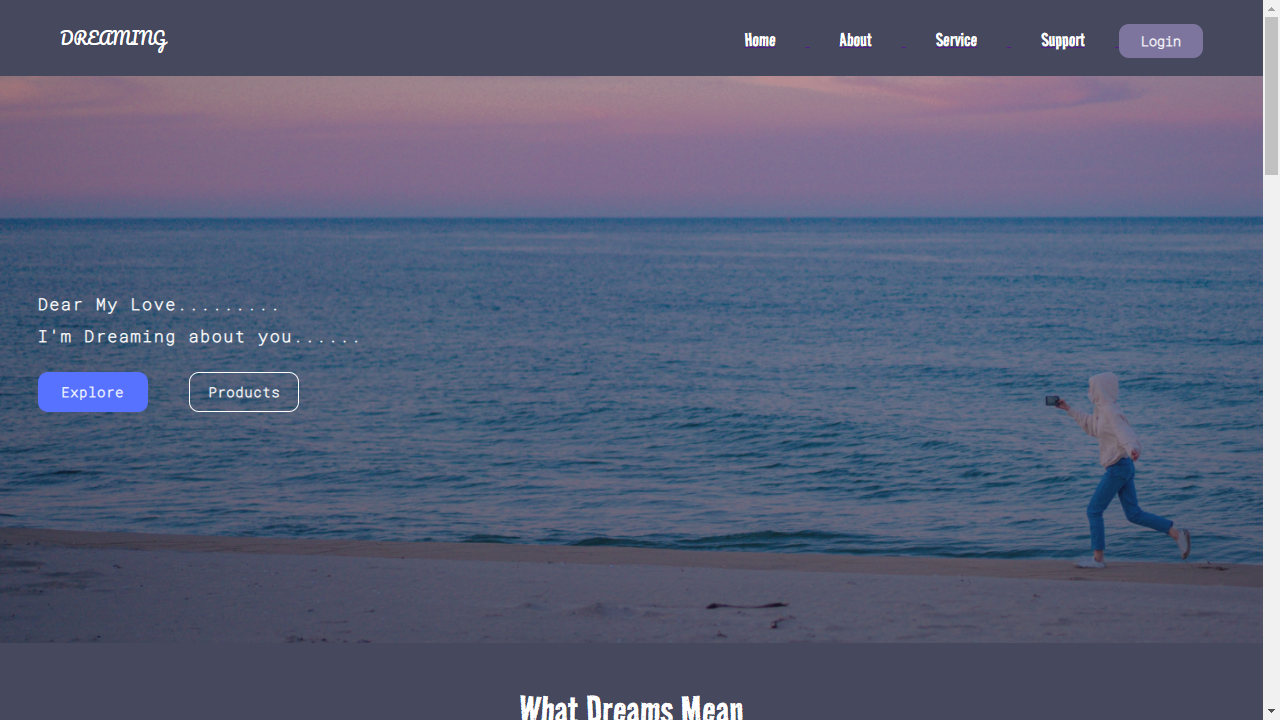 DREAMING
Home About Service Support Login
Dear My Love.........
I'm Dreaming about you......
Explore Products
What Dreams Mean